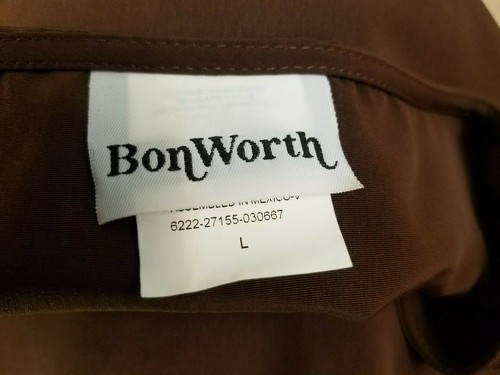 BonWorth
ASSEMBLED IN MEXICO-V
6222-27155-030667
L